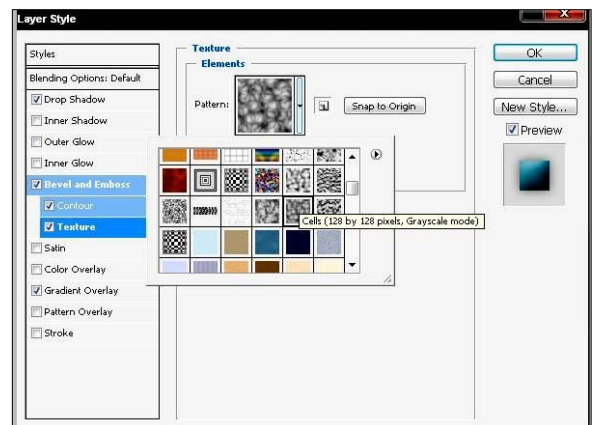 Layer Style
Styles
Blending Options: Default
Drop Shadow
Inner Shadow
Outer Glow
Inner Glow
Bevel and Emboss
Contour
Texture
Satin
Color Overlay
Gradient Overlay
Pattern Overlay
Stroke
Texture
Elements
Pattern:
Snap to Origin
Cells (128 by 128 pixels, Grayscale mode)
OK
Cancel
New Style...
Preview